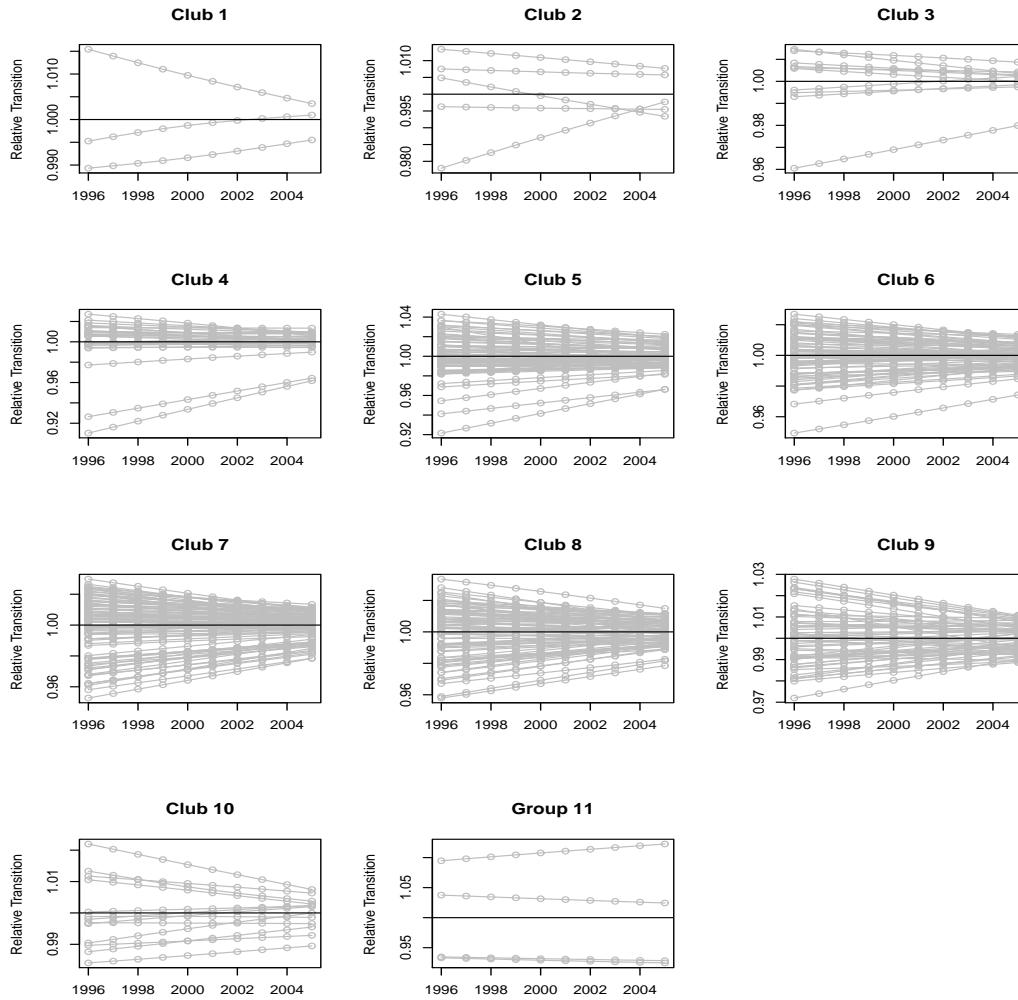 Club 1
Relative Transition
0.990 1.000 1.010
1996 1998 2000 2002 2004
Club 2
Relative Transition
0.980 0.995 1.010
1996 1998 2000 2002 2004
Club 3
Relative Transition
0.96 0.98 1.00
1996 1998 2000 2002 2004
Club 4
Relative Transition
0.92 0.96 1.00
1996 1998 2000 2002 2004
Club 5
Relative Transition
0.92 0.96 1.00 1.04
1996 1998 2000 2002 2004
Club 6
Relative Transition
0.96 1.00
1996 1998 2000 2002 2004
Club 7
Relative Transition
0.96 1.00
1996 1998 2000 2002 2004
Club 8
Relative Transition
0.96 1.00
1996 1998 2000 2002 2004
Club 9
Relative Transition
0.97 0.99 1.01 1.03
1996 1998 2000 2002 2004
Club 10
Relative Transition
0.99 1.01
1996 1998 2000 2002 2004
Group 11
Relative Transition
0.95 1.05
1996 1998 2000 2002 2004